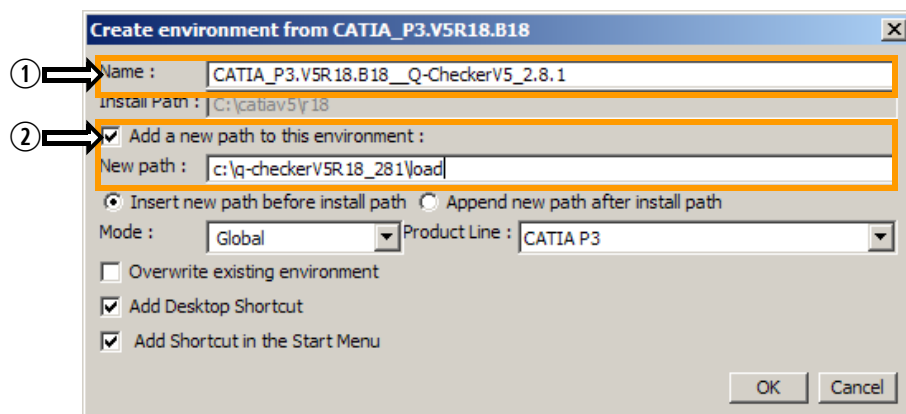 Create environment from CATIA_P3.V5R18.B18
① Name : CATIA_P3.V5R18.B18__Q-CheckerV5_2.8.1
Install Path : C:\catiav5\r18
② Add a new path to this environment :
New path : c:\q-checkerV5R18_281\load
Insert new path before install path Append new path after install path
Mode : Global Product Line : CATIA P3
Overwrite existing environment
Add Desktop Shortcut
Add Shortcut in the Start Menu
OK Cancel